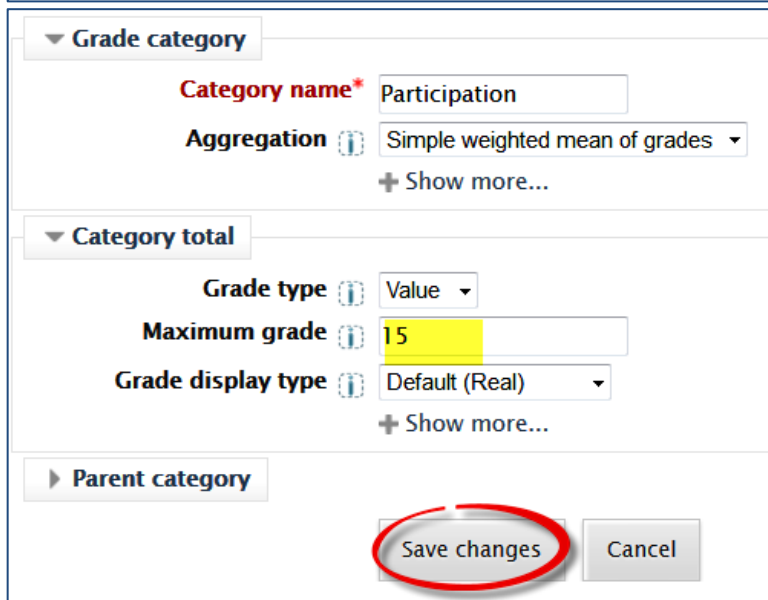 Grade category
Category name* Participation
Aggregation i Simple weighted mean of grades
Show more...
Category total
Grade type i Value
Maximum grade i 15
Grade display type i Default (Real)
Show more...
Parent category
Save changes Cancel